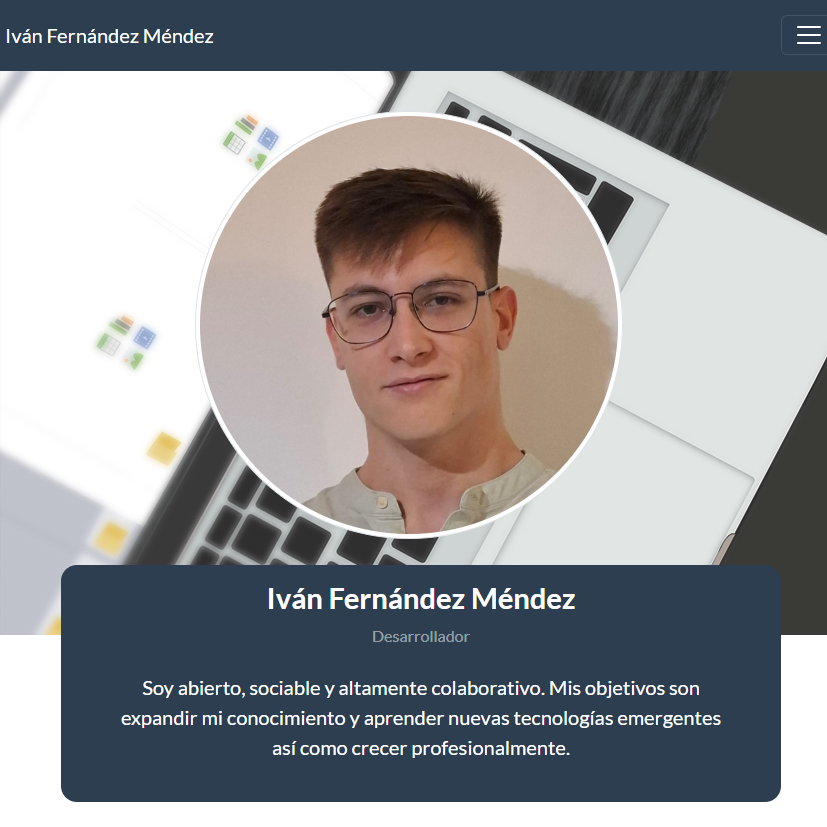 Iván Fernández Méndez
Iván Fernández Méndez
Desarrollador
Soy abierto, sociable y altamente colaborativo. Mis objetivos son
expandir mi conocimiento y aprender nuevas tecnologías emergentes
así como crecer profesionalmente.